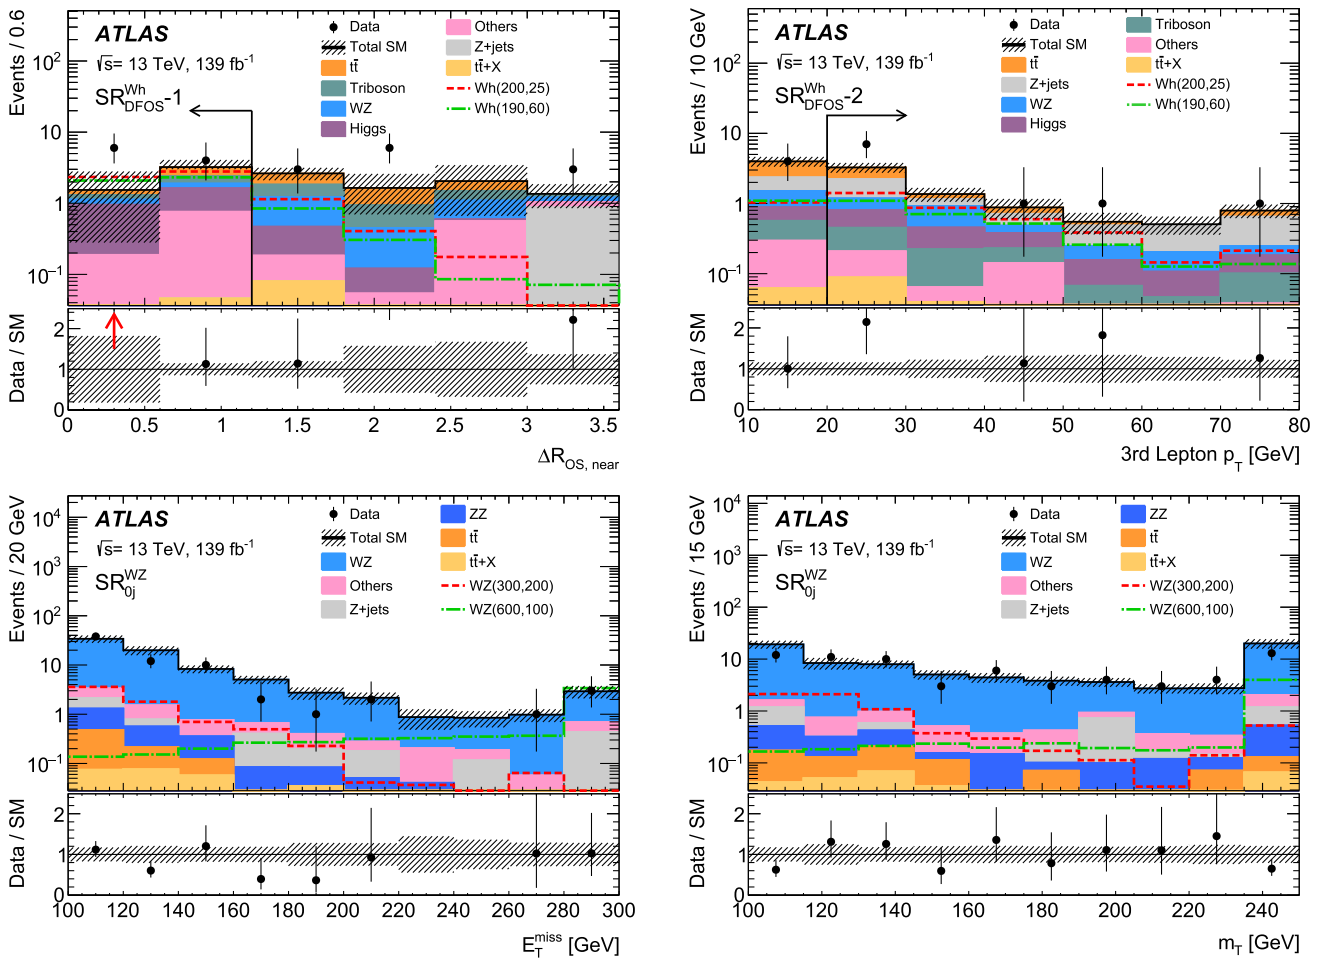 ATLAS
√s= 13 TeV, 139 fb⁻¹
SR^Wh_DFOS-1
Data
Total SM
tt̄
Triboson
WZ
Higgs
Others
Z+jets
tt̄+X
Wh(200,25)
Wh(190,60)
Events / 0.6
10²
10
1
10⁻¹
Data / SM
2
1
0
0 0.5 1 1.5 2 2.5 3 3.5
ΔR_OS, near
ATLAS
√s= 13 TeV, 139 fb⁻¹
SR^Wh_DFOS-2
Data
Total SM
tt̄
Z+jets
WZ
Higgs
Triboson
Others
tt̄+X
Wh(200,25)
Wh(190,60)
Events / 10 GeV
10³
10²
10
1
10⁻¹
Data / SM
2
1
0
10 20 30 40 50 60 70 80
3rd Lepton p_T [GeV]
ATLAS
√s= 13 TeV, 139 fb⁻¹
SR^WZ_0j
Data
Total SM
WZ
Others
Z+jets
ZZ
tt̄
tt̄+X
WZ(300,200)
WZ(600,100)
Events / 20 GeV
10⁴
10³
10²
10
1
10⁻¹
Data / SM
2
1
0
100 120 140 160 180 200 220 240 260 280 300
E_T^miss [GeV]
ATLAS
√s= 13 TeV, 139 fb⁻¹
SR^WZ_0j
Data
Total SM
WZ
Others
Z+jets
ZZ
tt̄
tt̄+X
WZ(300,200)
WZ(600,100)
Events / 15 GeV
10⁴
10³
10²
10
1
10⁻¹
Data / SM
2
1
0
100 120 140 160 180 200 220 240
m_T [GeV]